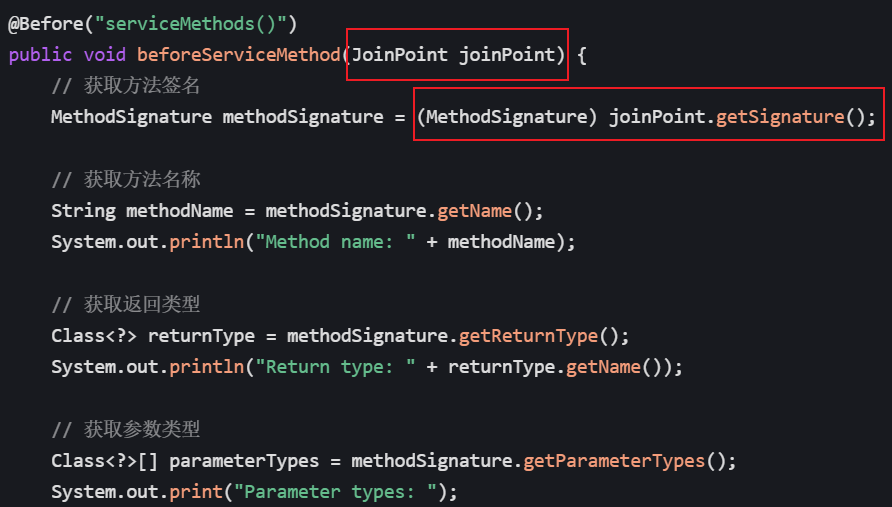 @Before("serviceMethods()")
public void beforeServiceMethod(JoinPoint joinPoint) {
// 获取方法签名
MethodSignature methodSignature = (MethodSignature) joinPoint.getSignature();
// 获取方法名称
String methodName = methodSignature.getName();
System.out.println("Method name: " + methodName);
// 获取返回类型
Class<?> returnType = methodSignature.getReturnType();
System.out.println("Return type: " + returnType.getName());
// 获取参数类型
Class<?>[] parameterTypes = methodSignature.getParameterTypes();
System.out.print("Parameter types: ");